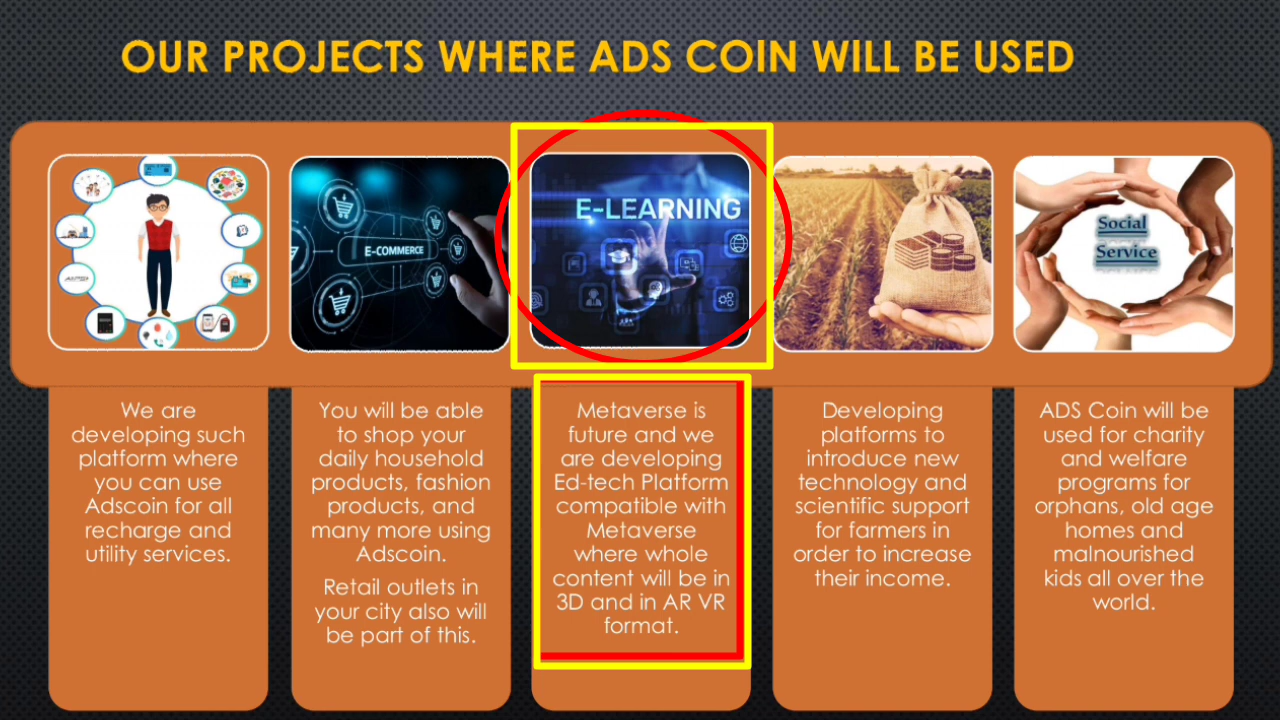 OUR PROJECTS WHERE ADS COIN WILL BE USED
E-COMMERCE
E-LEARNING
Social
Service
We are
developing such
platform where
you can use
Adscoin for all
recharge and
utility services.
You will be able
to shop your
daily household
products, fashion
products, and
many more using
Adscoin.
Retail outlets in
your city also will
be part of this.
Metaverse is
future and we
are developing
Ed-tech Platform
compatible with
Metaverse
where whole
content will be in
3D and in AR VR
format.
Developing
platforms to
introduce new
technology and
scientific support
for farmers in
order to increase
their income.
ADS Coin will be
used for charity
and welfare
programs for
orphans, old age
homes and
malnourished
kids all over the
world.